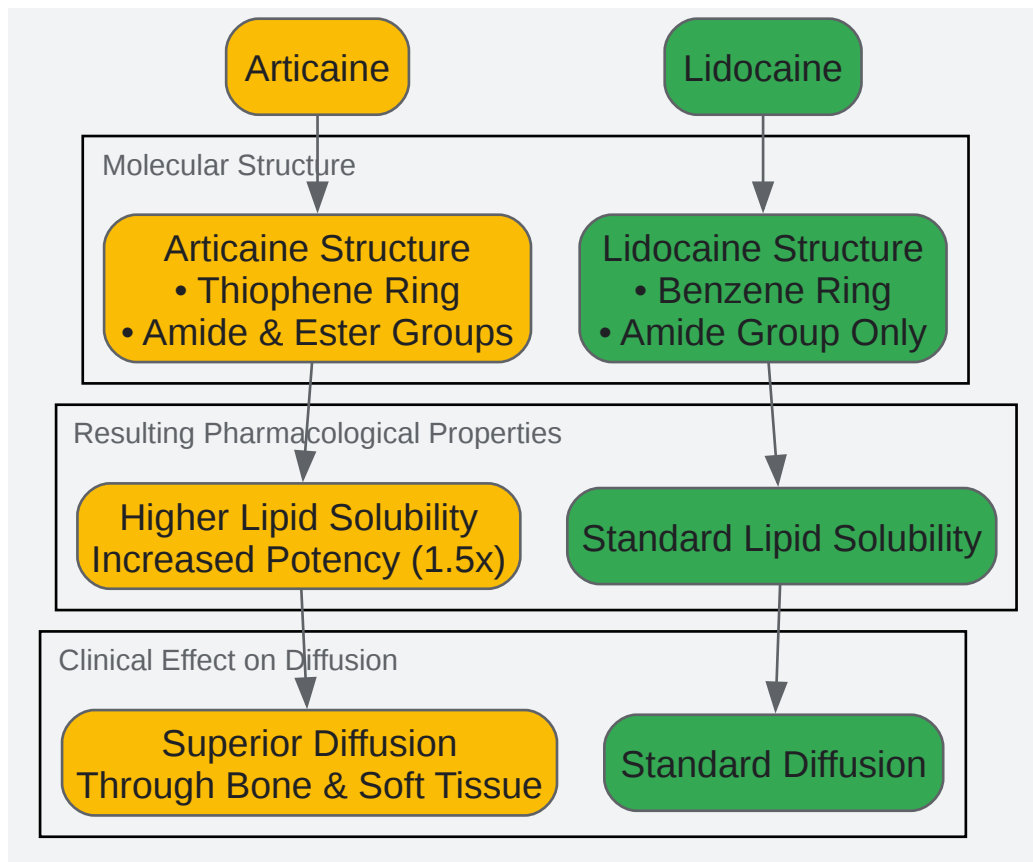 Articaine
Lidocaine
Molecular Structure
Articaine Structure
• Thiophene Ring
• Amide & Ester Groups
Lidocaine Structure
• Benzene Ring
• Amide Group Only
Resulting Pharmacological Properties
Higher Lipid Solubility
Increased Potency (1.5x)
Standard Lipid Solubility
Clinical Effect on Diffusion
Superior Diffusion
Through Bone & Soft Tissue
Standard Diffusion